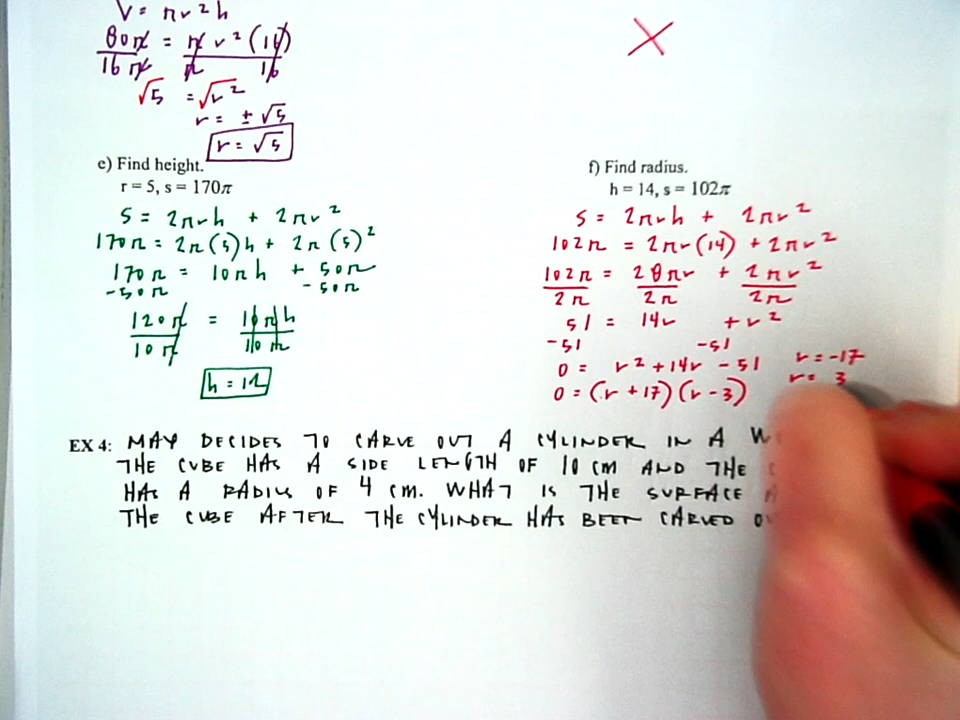 V = πr²h
80π = π r² (16)
16π π 16
√5 = √r²
r = ± √5
r = √5
e) Find height.
r = 5, s = 170π
S = 2πrh + 2πr²
170π = 2π(5)h + 2π(5)²
170π = 10πh + 50π
-50π -50π
120π = 10πh
10π 10π
h = 12
f) Find radius.
h = 14, s = 102π
S = 2πrh + 2πr²
102π = 2πr(14) + 2πr²
102π = 28πr + 2πr²
2π 2π 2π
51 = 14r + r²
-51 -51
0 = r² + 14r - 51 r = -17
0 = (r + 17)(r - 3) r = 3
EX 4: MAY DECIDES TO CARVE OUT A CYLINDER IN A
THE CUBE HAS A SIDE LENGTH OF 10 CM AND THE
HAS A RADIUS OF 4 CM. WHAT IS THE SURFACE
THE CUBE AFTER THE CYLINDER HAS BEEN CARVED